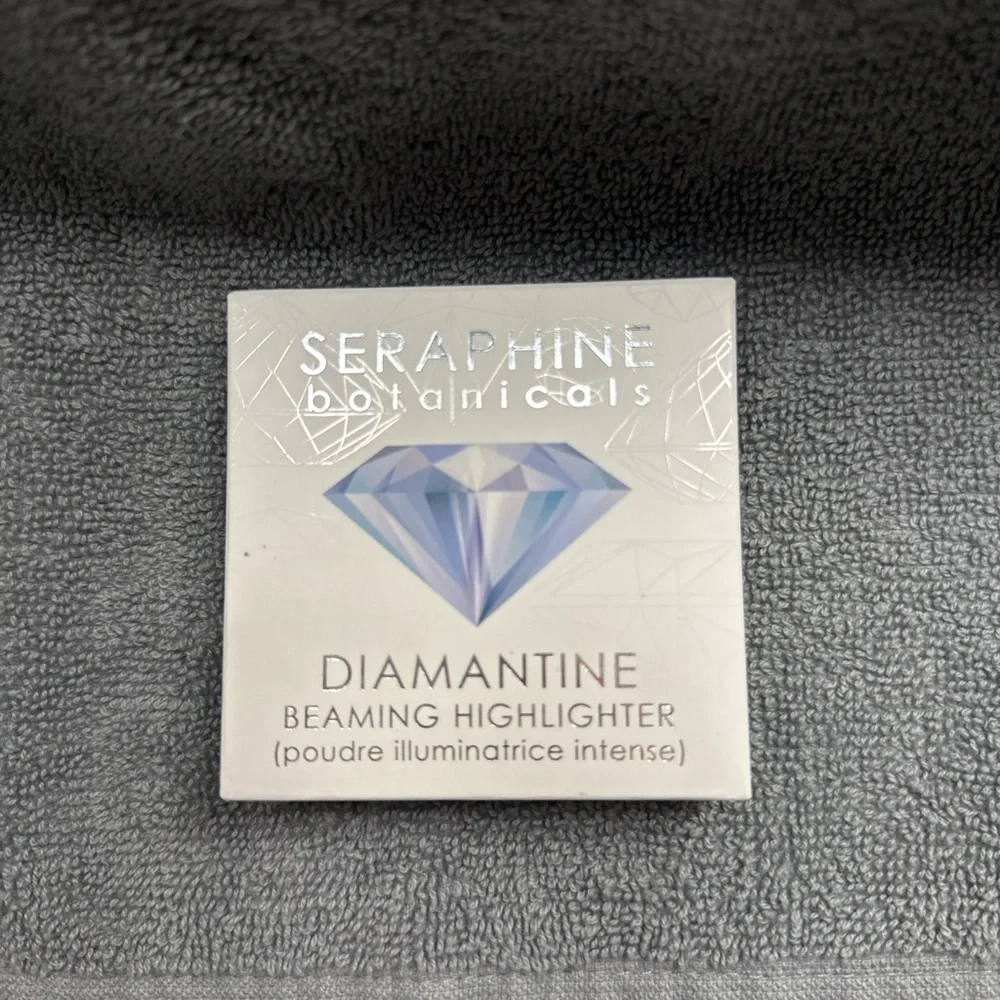 SERAPHINE
botanicals
DIAMANTINE
BEAMING HIGHLIGHTER
(poudre illuminatrice intense)